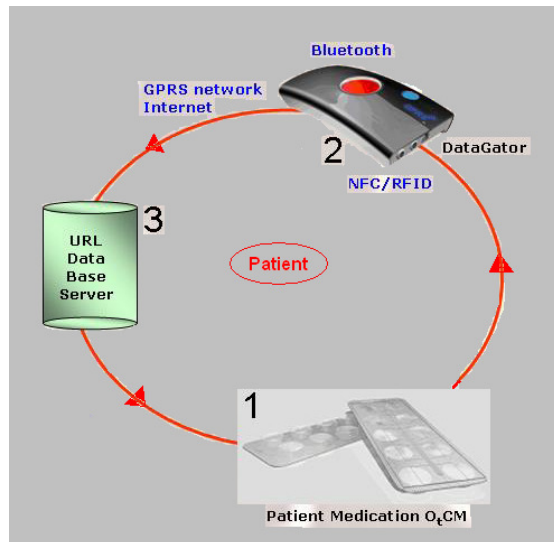 Bluetooth
GPRS network
Internet
2
DataGator
NFC/RFID
3
URL
Data
Base
Server
Patient
1
Patient Medication OtCM